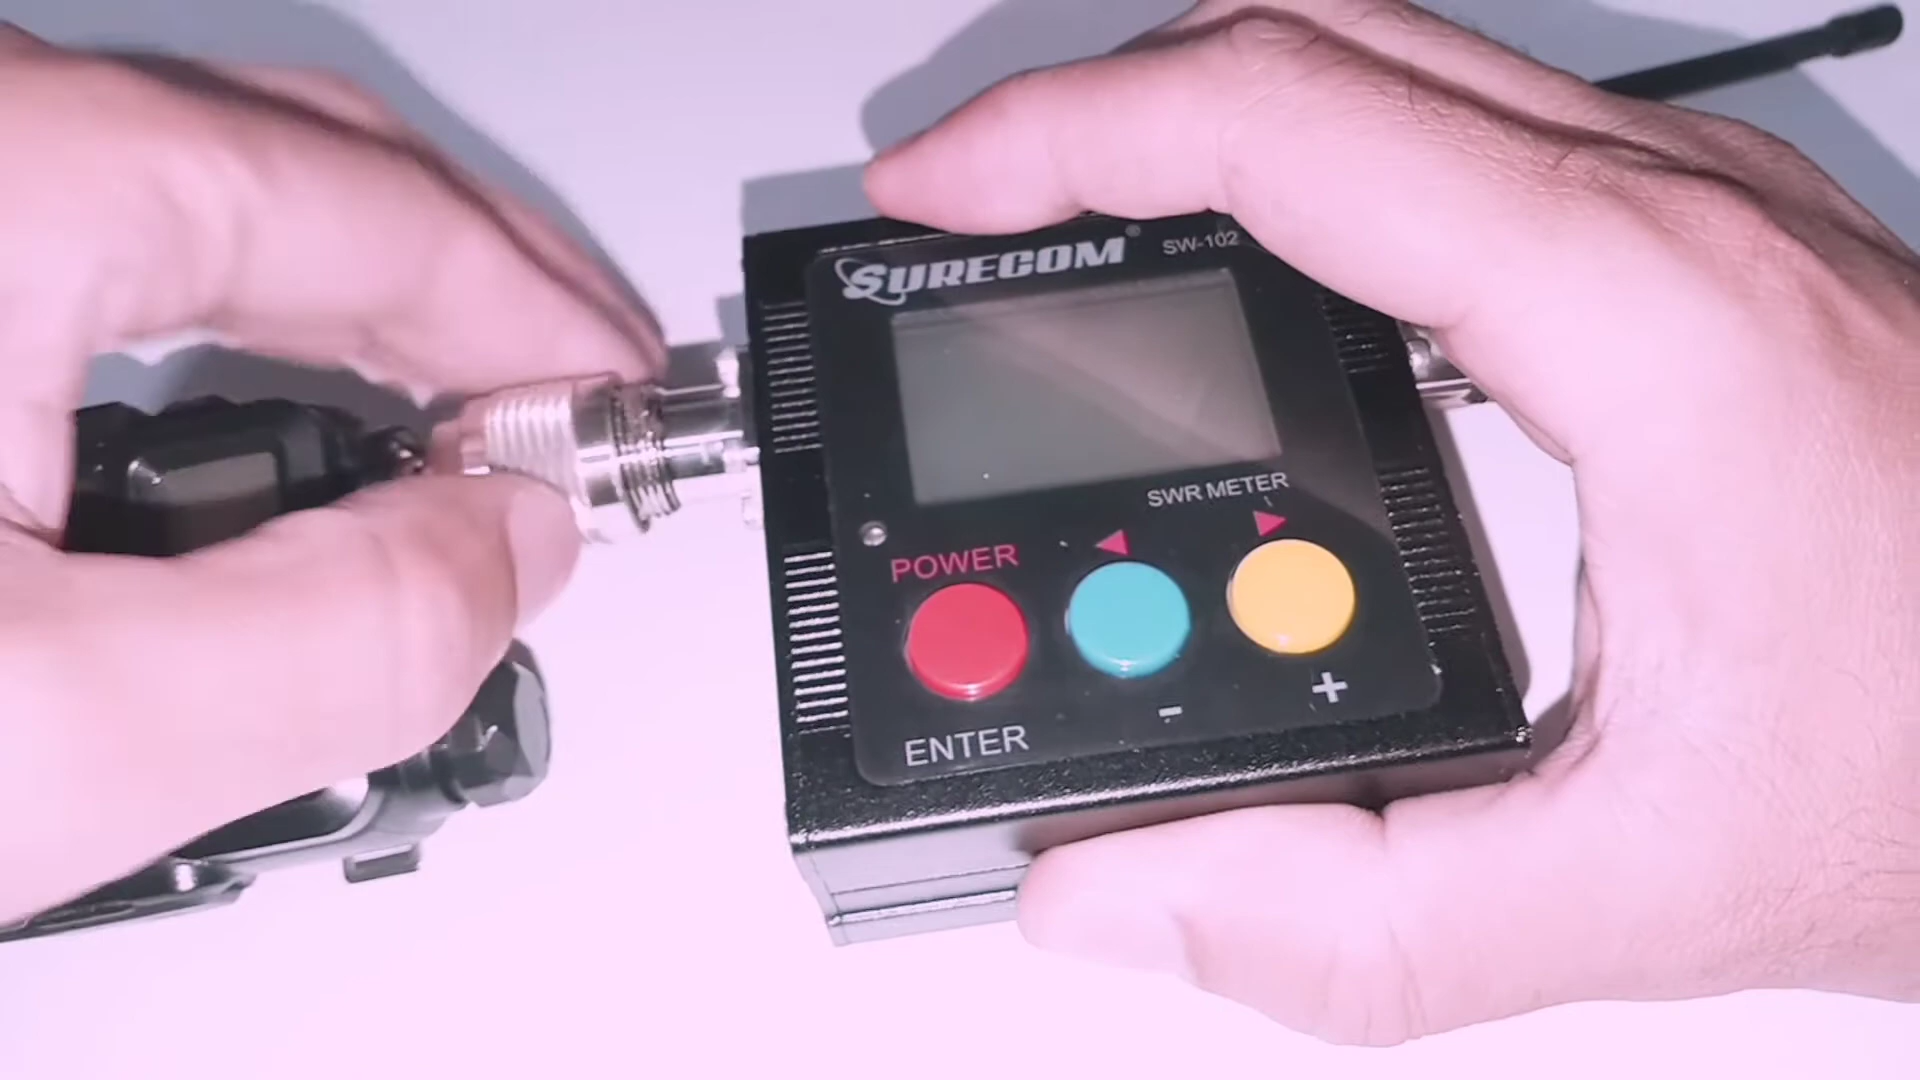 SURECOM® SW-102
SWR METER
POWER
- +
ENTER